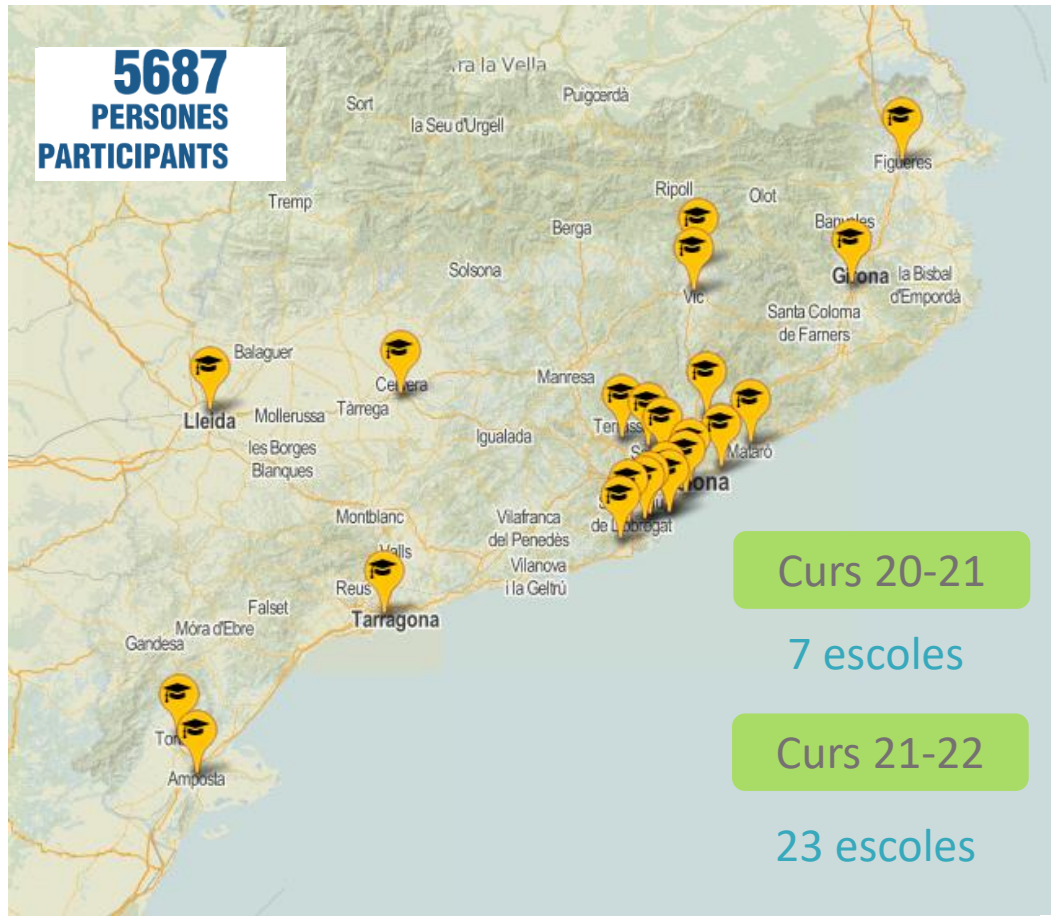 5687
PERSONES
PARTICIPANTS
ra la Vella
Puigcerdà
Sort
la Seu d'Urgell
Figueres
Ripoll
Olot
Tremp
Berga
Banyoles
Solsona
Girona
la Bisbal
d'Empordà
Vic
Santa Coloma
de Farners
Balaguer
Cervera
Manresa
Lleida
Mollerussa
Tàrrega
Igualada
Mataró
les Borges
Blanques
Montblanc
Vilafranca
del Penedès
de Llobregat
Valls
Vilanova
i la Geltrú
Reus
Falset
Tarragona
Móra d'Ebre
Gandesa
Amposta
Curs 20-21
7 escoles
Curs 21-22
23 escoles